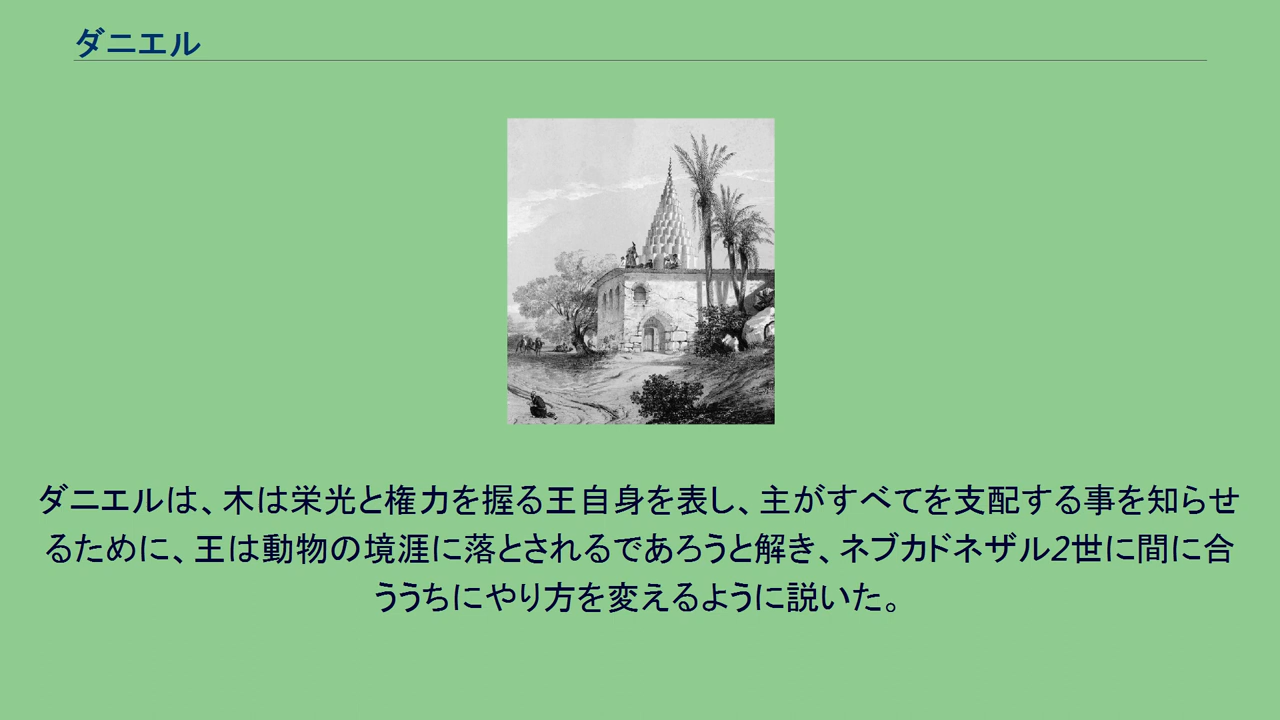 ダニエル
ダニエルは、木は栄光と権力を握る王自身を表し、主がすべてを支配する事を知らせ
るために、王は動物の境涯に落とされるであろうと解き、ネブカドネザル2世に間に合
ううちにやり方を変えるように説いた。